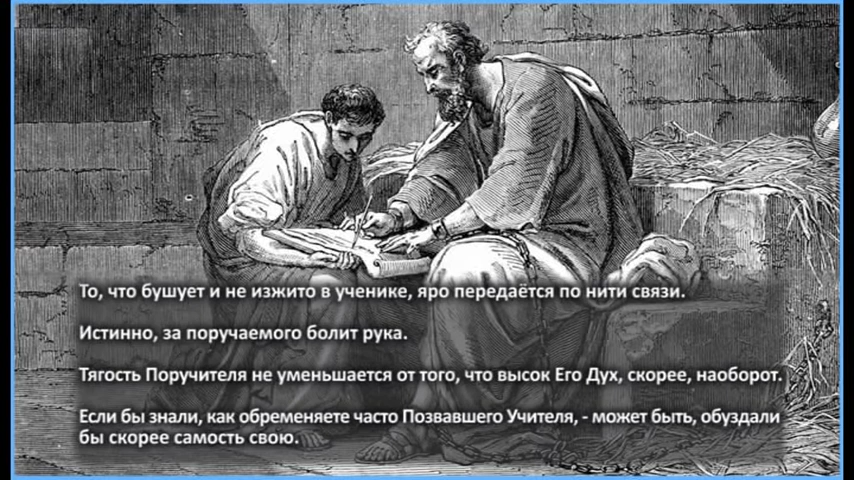 То, что бушует и не изжито в ученике, яро передаётся по нити связи.
Истинно, за поручаемого болит рука.
Тягость Поручителя не уменьшается от того, что высок Его Дух, скорее, наоборот.
Если бы знали, как обременяете часто Позвавшего Учителя, - может быть, обуздали
бы скорее самость свою.